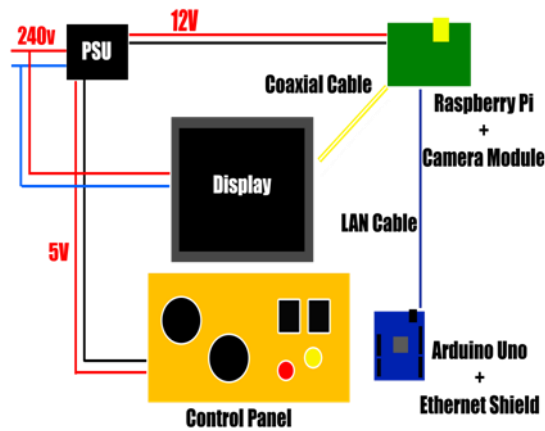 12V
240v
PSU
Coaxial Cable
Raspberry Pi
+
Camera Module
Display
LAN Cable
5V
Arduino Uno
+
Ethernet Shield
Control Panel